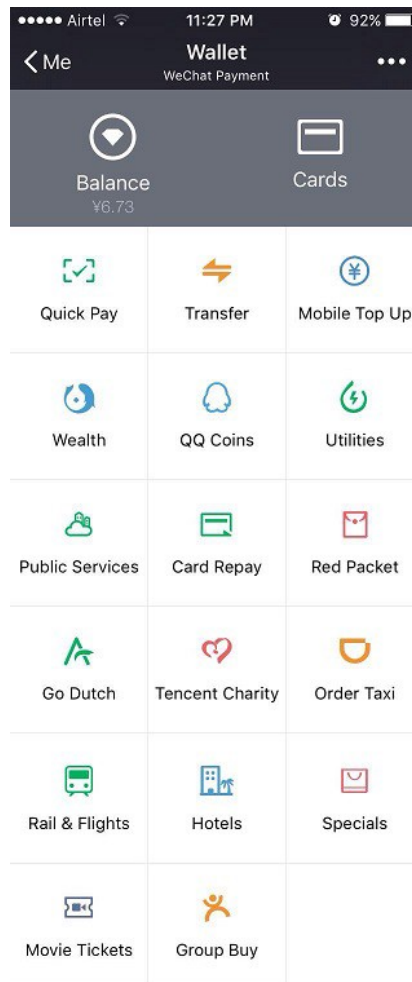 Airtel 11:27 PM 92%
Me Wallet
WeChat Payment
Balance Cards
¥6.73
Quick Pay Transfer Mobile Top Up
Wealth QQ Coins Utilities
Public Services Card Repay Red Packet
Go Dutch Tencent Charity Order Taxi
Rail & Flights Hotels Specials
Movie Tickets Group Buy